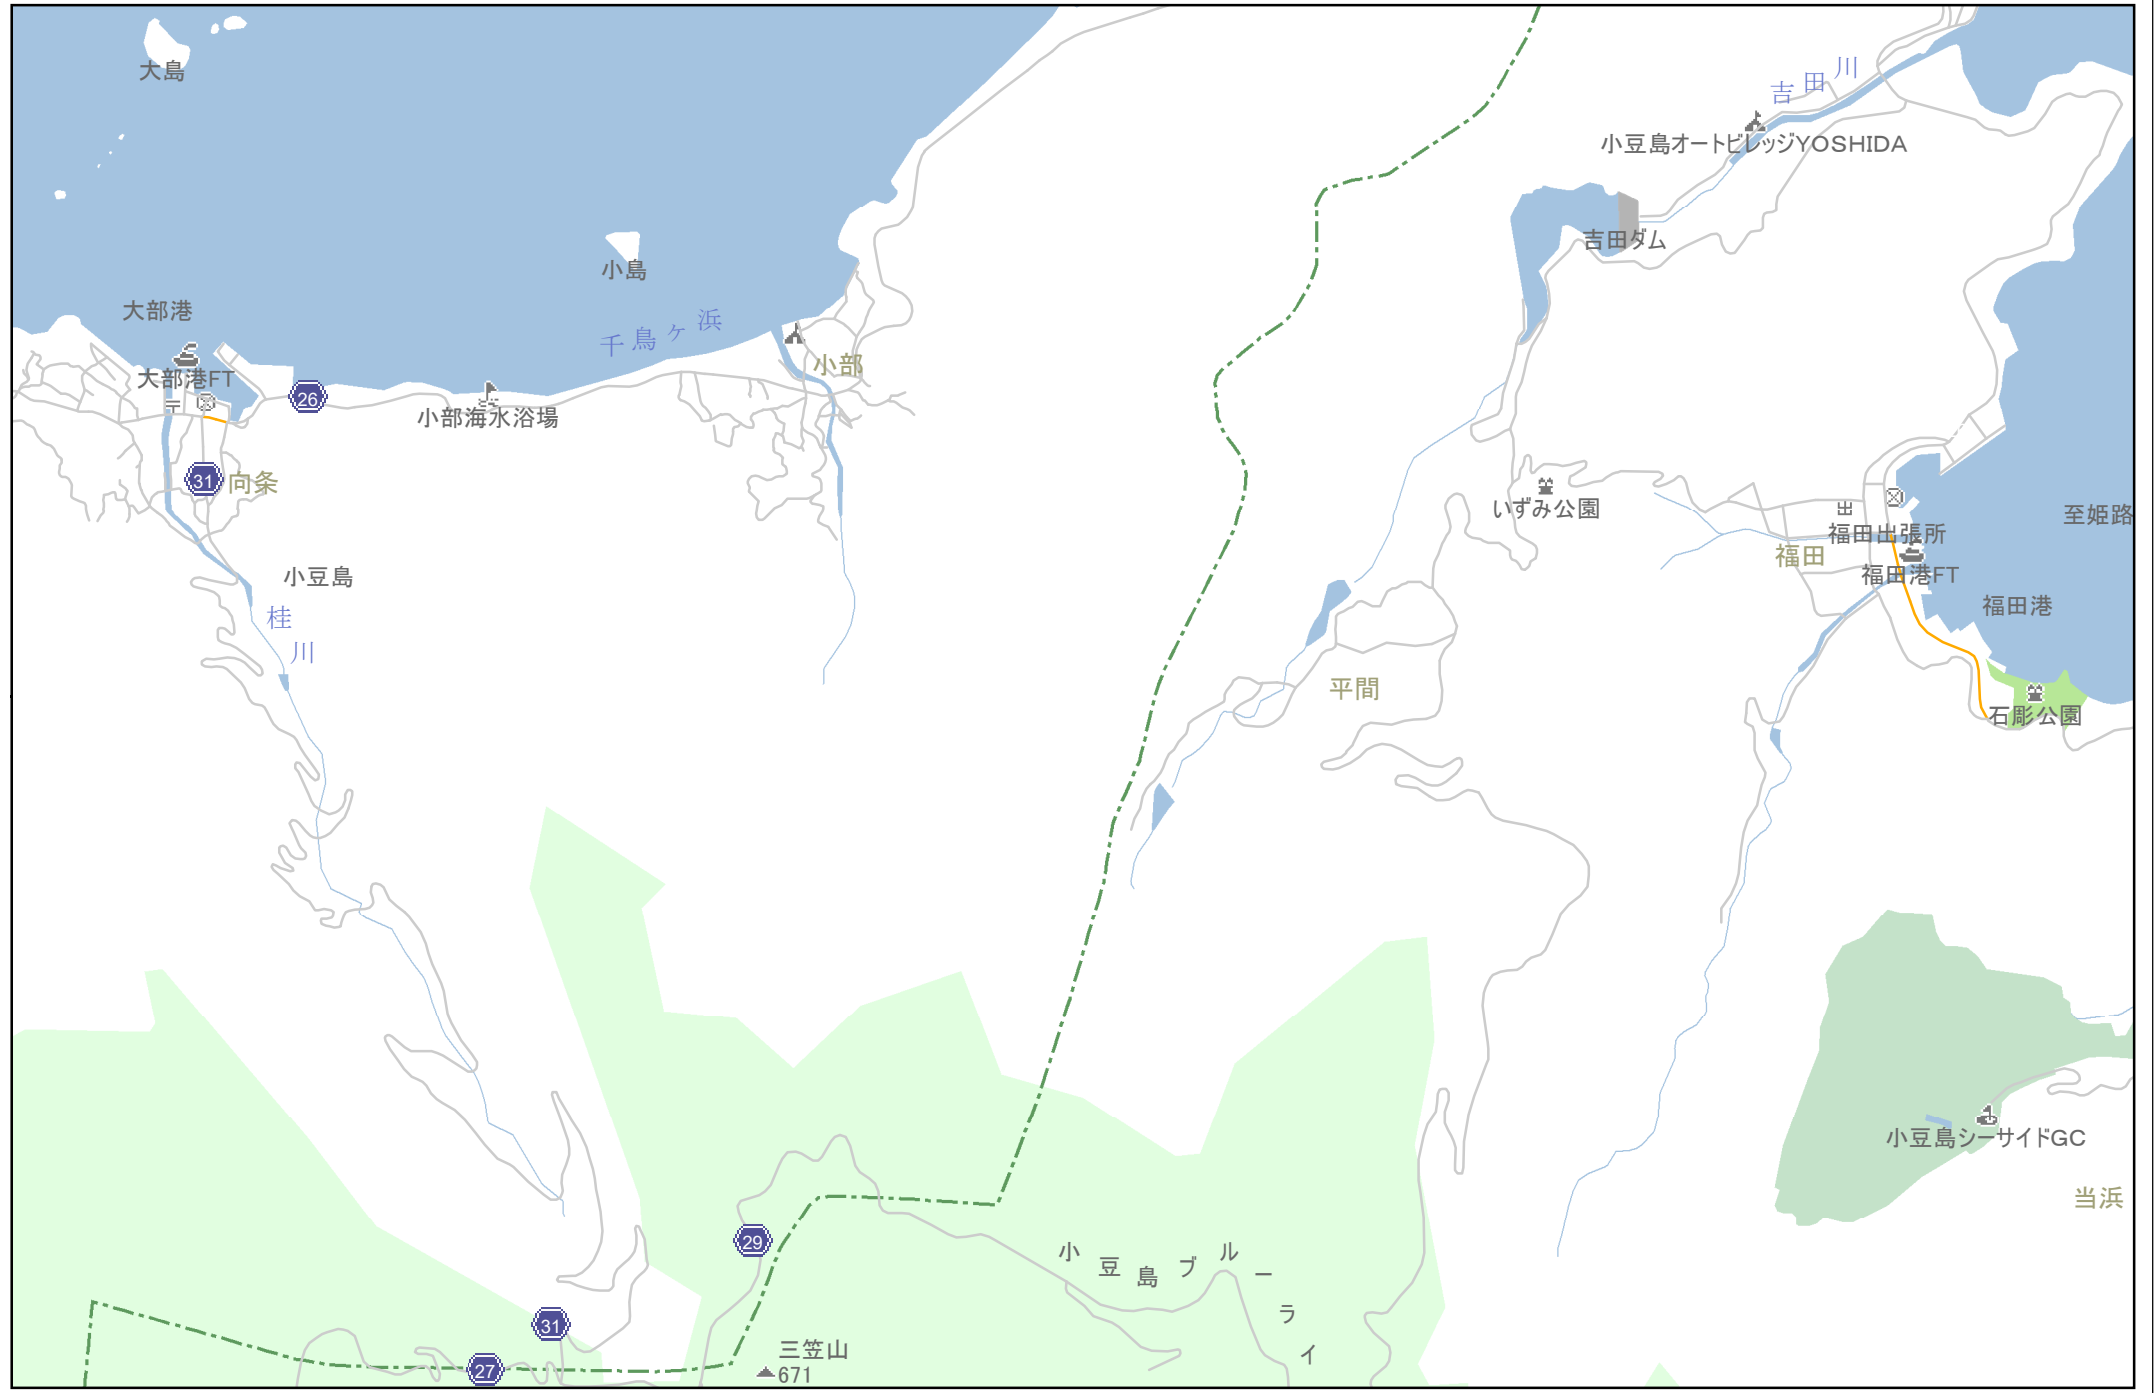 大島
吉田川
小豆島オートビレッジYOSHIDA
吉田ダム
小島
大部港
千鳥ヶ浜
小部
大部港FT
26
小部海水浴場
31
向条
いずみ公園
福田出張所
至姫路
福田
福田港FT
福田港
小豆島
桂川
平間
石彫公園
小豆島シーサイドGC
当浜
29
小豆島ブルーライ
31
27
三笠山
671